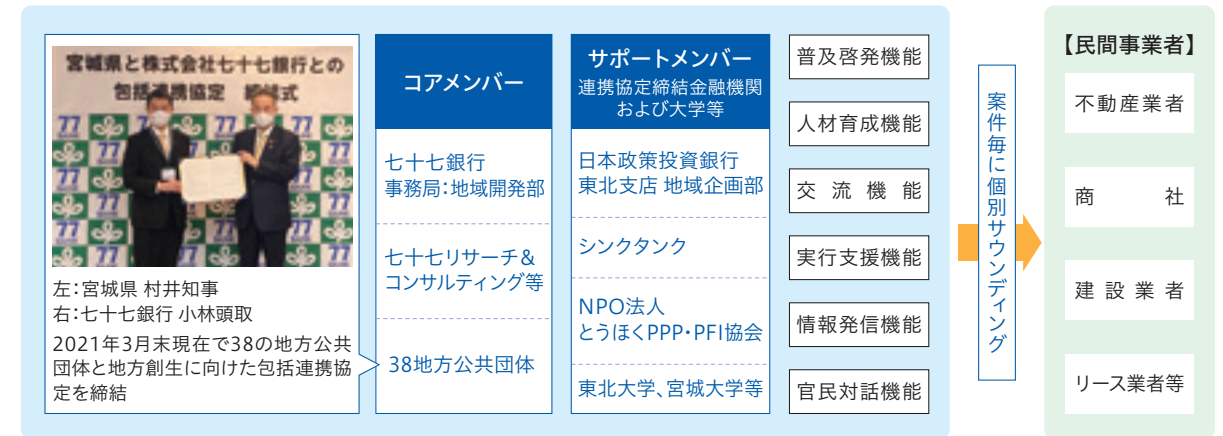 宮城県と株式会社七十七銀行との
包括連携協定 締結式
77
左：宮城県 村井知事
右：七十七銀行 小林頭取
2021年3月末現在で38の地方公共
団体と地方創生に向けた包括連携協
定を締結
コアメンバー
七十七銀行
事務局：地域開発部
七十七リサーチ＆
コンサルティング等
38地方公共団体
サポートメンバー
連携協定締結金融機関
および大学等
日本政策投資銀行
東北支店 地域企画部
シンクタンク
NPO法人
とうほくPPP・PFI協会
東北大学、宮城大学等
普及啓発機能
人材育成機能
交流機能
実行支援機能
情報発信機能
官民対話機能
案件毎に個別サウンディング
【民間事業者】
不動産業者
商社
建設業者
リース業者等